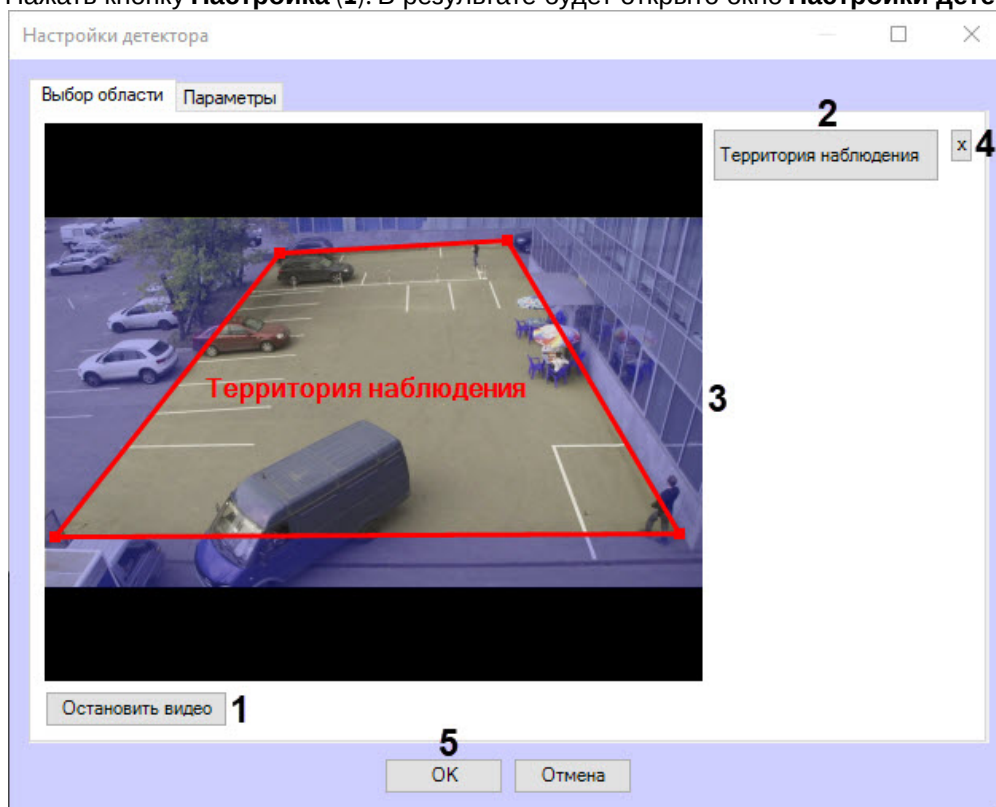 Нажать кнопку Настройка (1). В результате будет открыто окно Настройки дете
Настройки детектора
Выбор области Параметры
2
Территория наблюдения x 4
Территория наблюдения
3
Остановить видео 1
5
OK Отмена